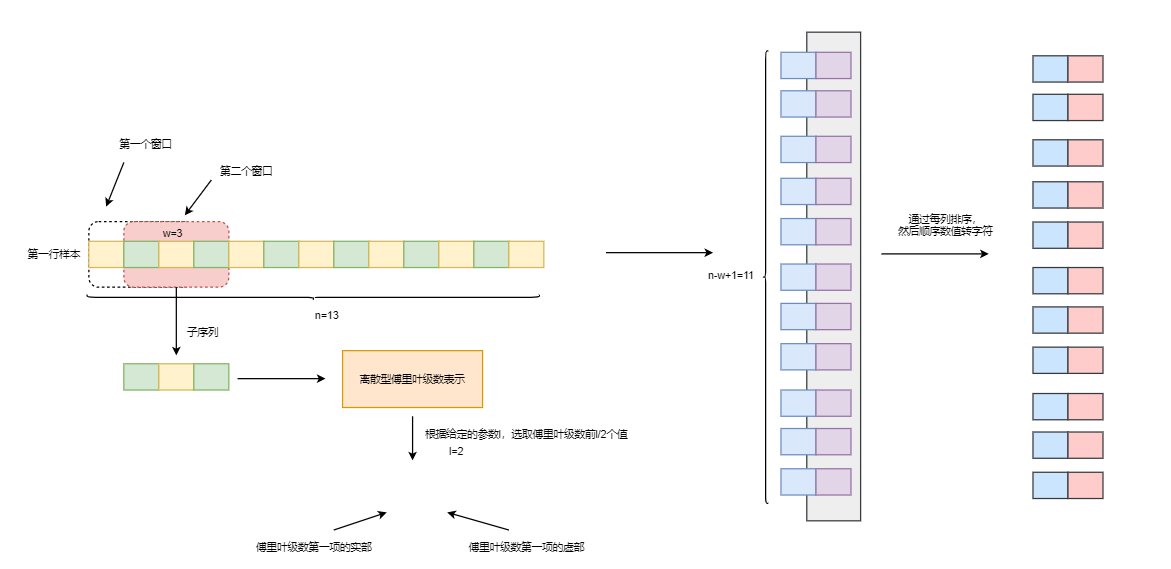 第一个窗口
第二个窗口
w=3
第一行样本
n=13
子序列
离散型傅里叶级数表示
根据给定的参数l，选取傅里叶级数前l/2个值
l=2
傅里叶级数第一项的实部
傅里叶级数第一项的虚部
n-w+1=11
通过每列排序，
然后顺序数值转字符